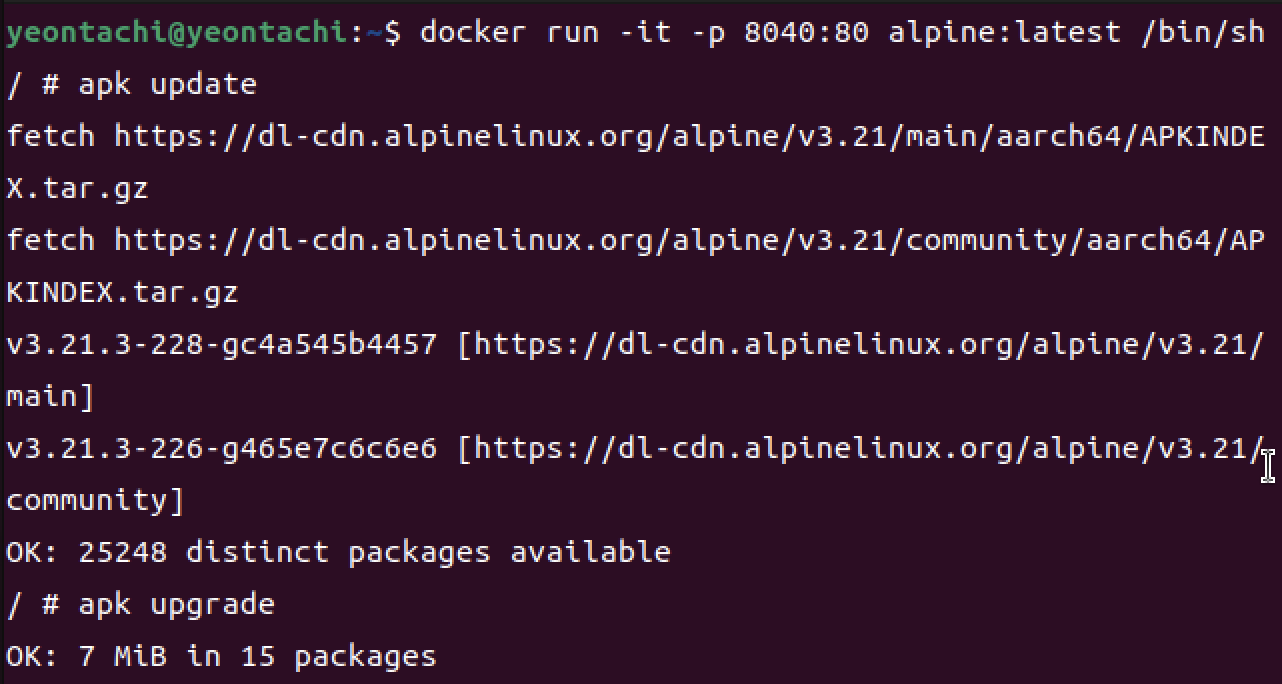 yeontachi@yeontachi:~$ docker run -it -p 8040:80 alpine:latest /bin/sh
/ # apk update
fetch https://dl-cdn.alpinelinux.org/alpine/v3.21/main/aarch64/APKINDE
X.tar.gz
fetch https://dl-cdn.alpinelinux.org/alpine/v3.21/community/aarch64/AP
KINDEX.tar.gz
v3.21.3-228-gc4a545b4457 [https://dl-cdn.alpinelinux.org/alpine/v3.21/
main]
v3.21.3-226-g465e7c6c6e6 [https://dl-cdn.alpinelinux.org/alpine/v3.21/
community]
OK: 25248 distinct packages available
/ # apk upgrade
OK: 7 MiB in 15 packages